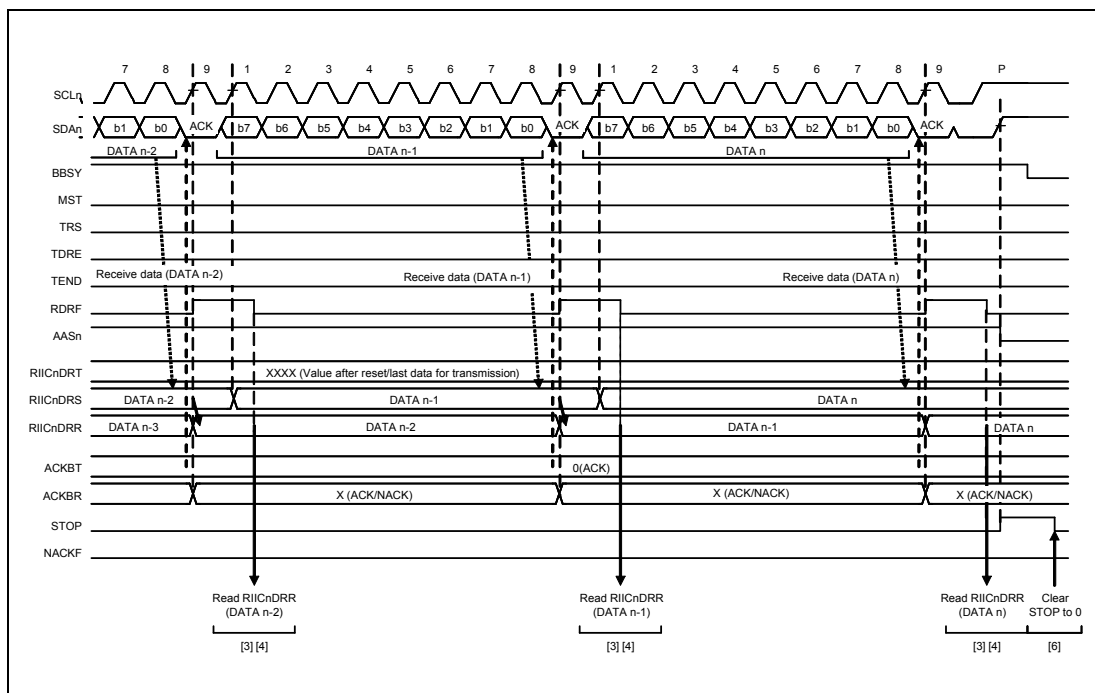 7 8 9 1 2 3 4 5 6 7 8 9 1 2 3 4 5 6 7 8 9 P
SCLn
SDAn b1 b0 ACK b7 b6 b5 b4 b3 b2 b1 b0 ACK b7 b6 b5 b4 b3 b2 b1 b0 ACK
DATA n-2 DATA n-1 DATA n
BBSY
MST
TRS
TDRE
TEND
Receive data (DATA n-2) Receive data (DATA n-1) Receive data (DATA n)
RDRF
AASn
RIICnDRT XXXX (Value after reset/last data for transmission)
RIICnDRS DATA n-2 DATA n-1 DATA n
RIICnDRR DATA n-3 DATA n-2 DATA n-1 DATA n
ACKBT 0(ACK)
ACKBR X (ACK/NACK) X (ACK/NACK) X (ACK/NACK)
STOP
NACKF
Read RIICnDRR Read RIICnDRR Read RIICnDRR Clear
(DATA n-2) (DATA n-1) (DATA n) STOP to 0
[3] [4] [3] [4] [3] [4] [6]